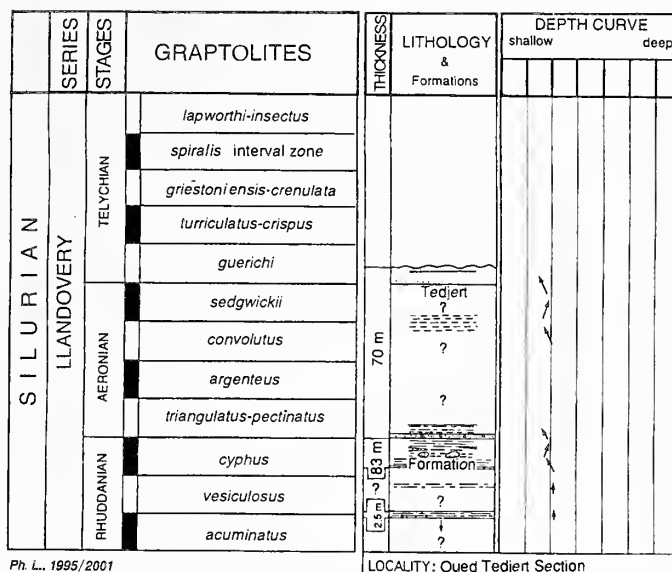 SERIES
STAGES
GRAPTOLITES
THICKNESS
LITHOLOGY
&
Formations
DEPTH CURVE
shallow deep
SILURIAN
LLANDOVERY
TELYCHIAN
AERONIAN
RHUDDANIAN
lapworthi-insectus
spiralis interval zone
griestoniensis-crenulata
turriculatus-crispus
guerichi
sedgwickii
convolutus
argenteus
triangulatus-pectinatus
cyphus
vesiculosus
acuminatus
70 m
83 m
?
2.5 m
Tedjert
?
?
?
Formation
?
?
Ph. L., 1995/2001
LOCALITY: Oued Tedjert Section